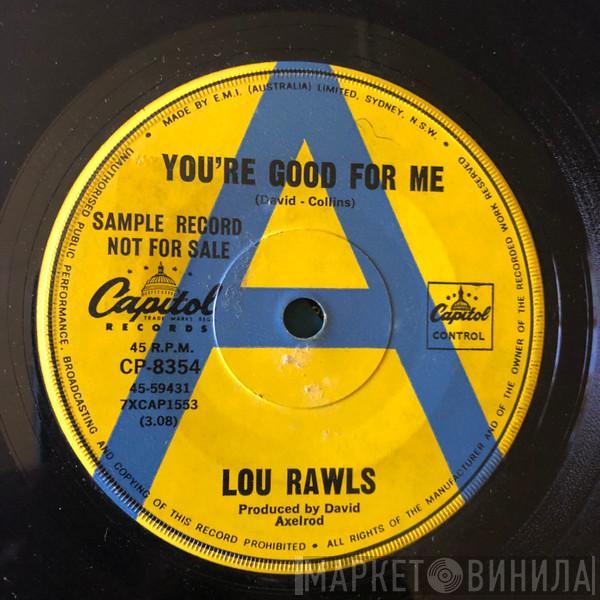 • MADE BY E.M.I. (AUSTRALIA) LIMITED, SYDNEY, N.S.W. •
UNAUTHORISED PUBLIC PERFORMANCE, BROADCASTING AND COPYING OF THIS RECORD PROHIBITED • ALL RIGHTS OF THE MANUFACTURER AND OF THE OWNER OF THE RECORDED WORK RESERVED
A
YOU'RE GOOD FOR ME
(David - Collins)
SAMPLE RECORD
NOT FOR SALE
Capitol
TRADE MARKS REG
RECORDS
Capitol
CONTROL
45 R.P.M.
CP-8354
45-59431
7XCAP1553
(3.08)
LOU RAWLS
Produced by David
Axelrod
МАРКЕТ ВИНИЛА